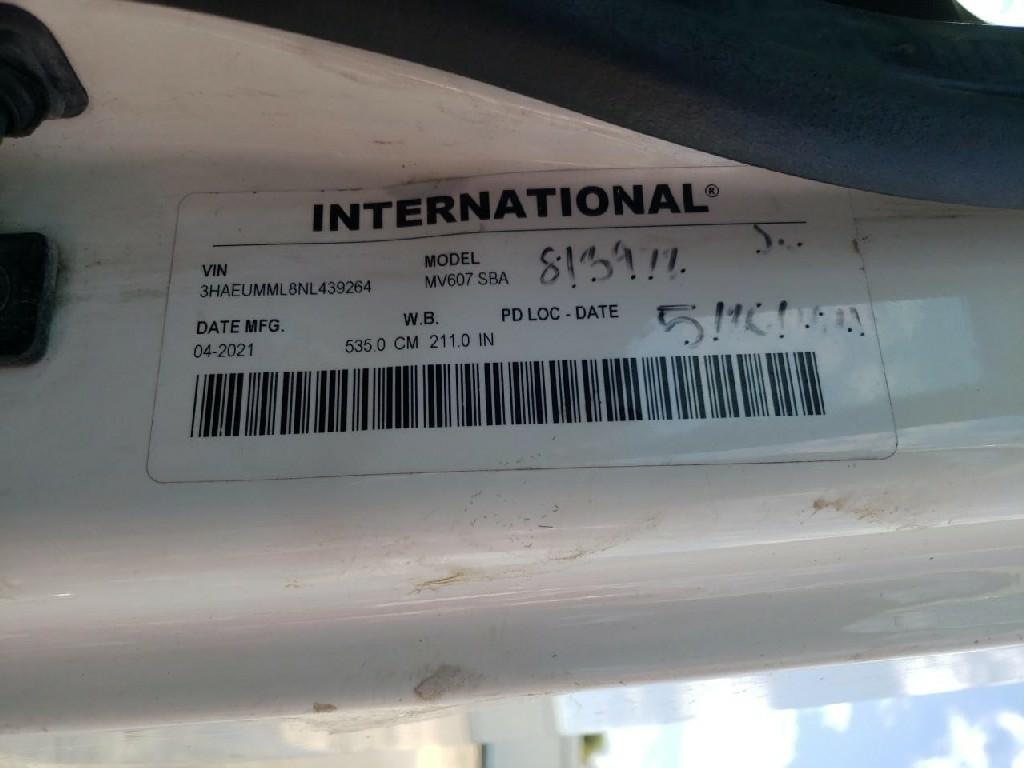 INTERNATIONAL®
VIN MODEL
3HAEUMML8NL439264 MV607 SBA
DATE MFG. W.B. PD LOC - DATE
04-2021 535.0 CM 211.0 IN